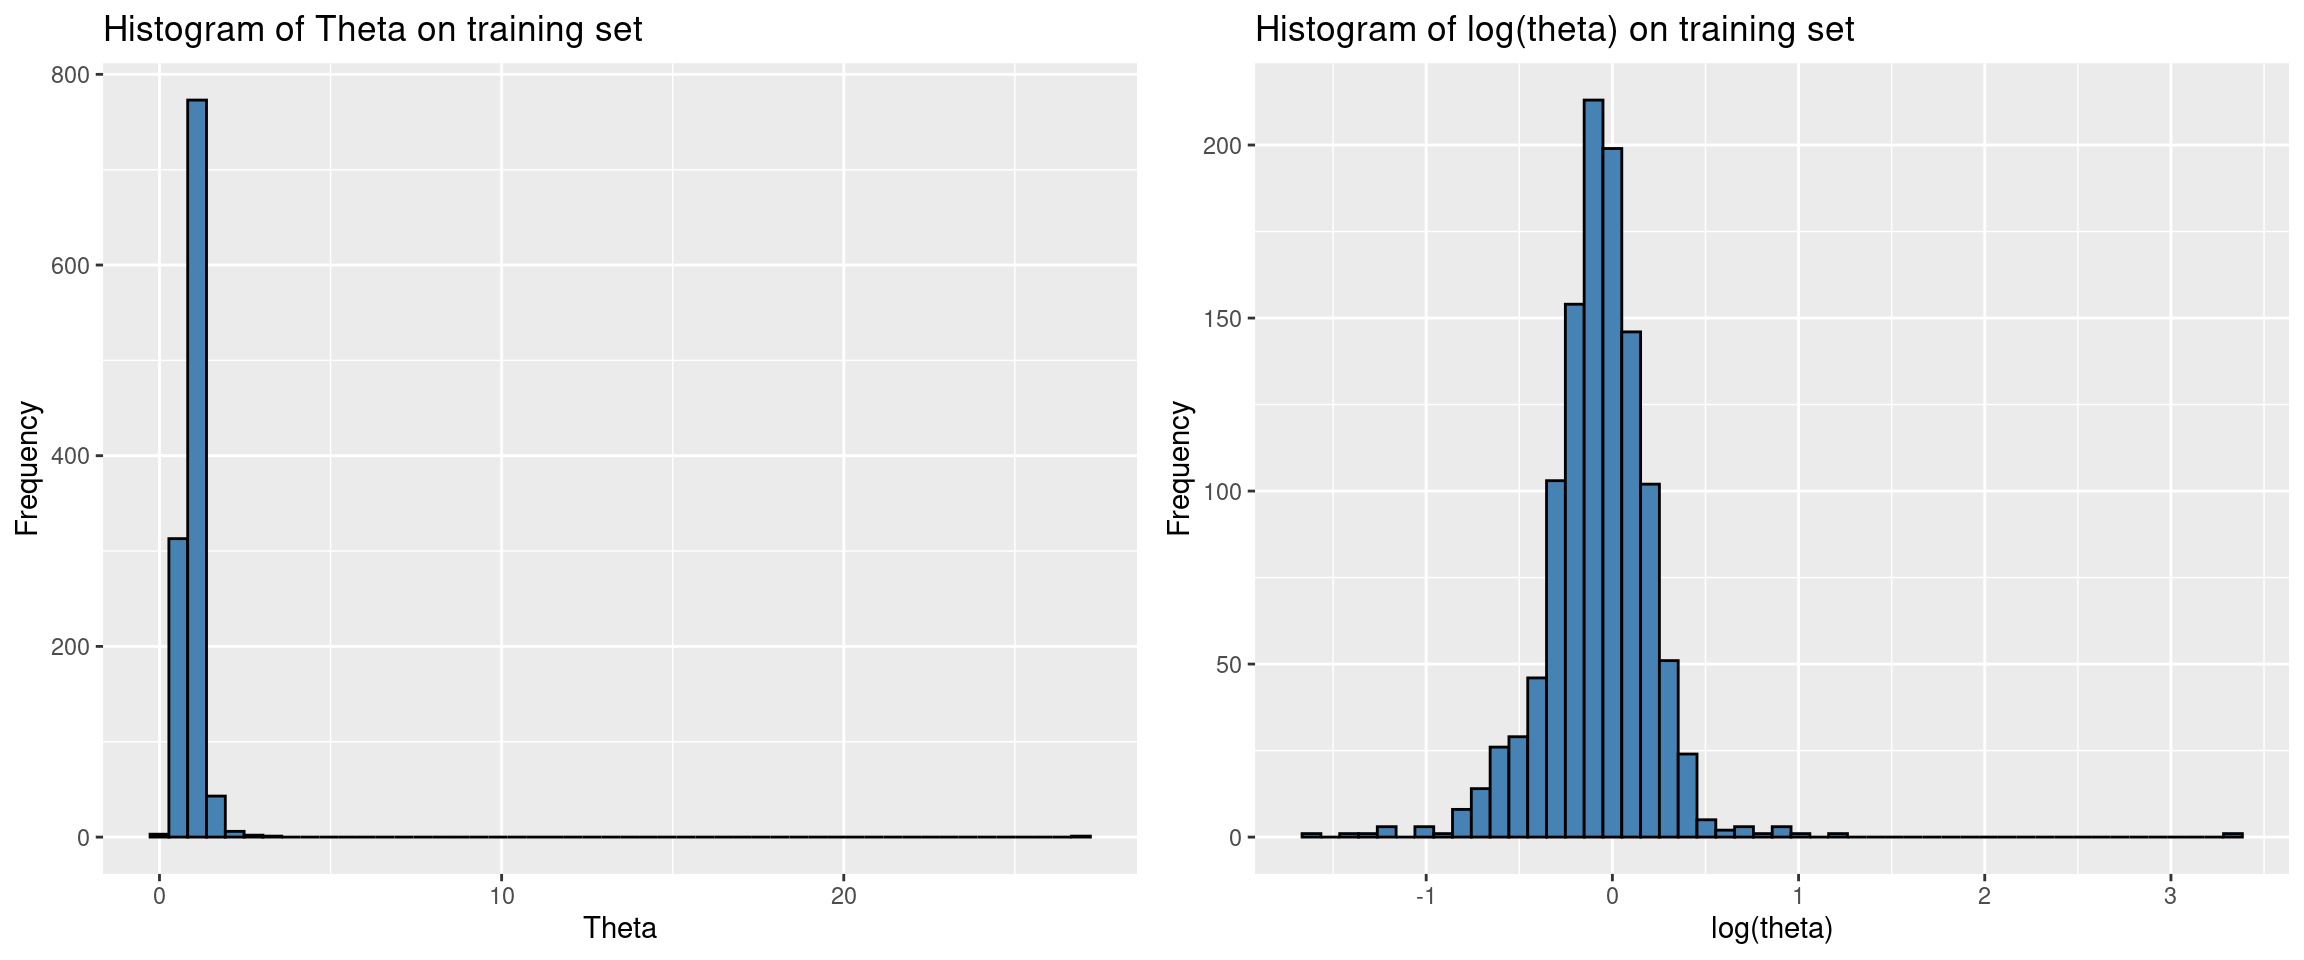 Histogram of Theta on training set
Frequency
800
600
400
200
0
0 10 20
Theta
Histogram of log(theta) on training set
Frequency
200
150
100
50
0
-1 0 1 2 3
log(theta)